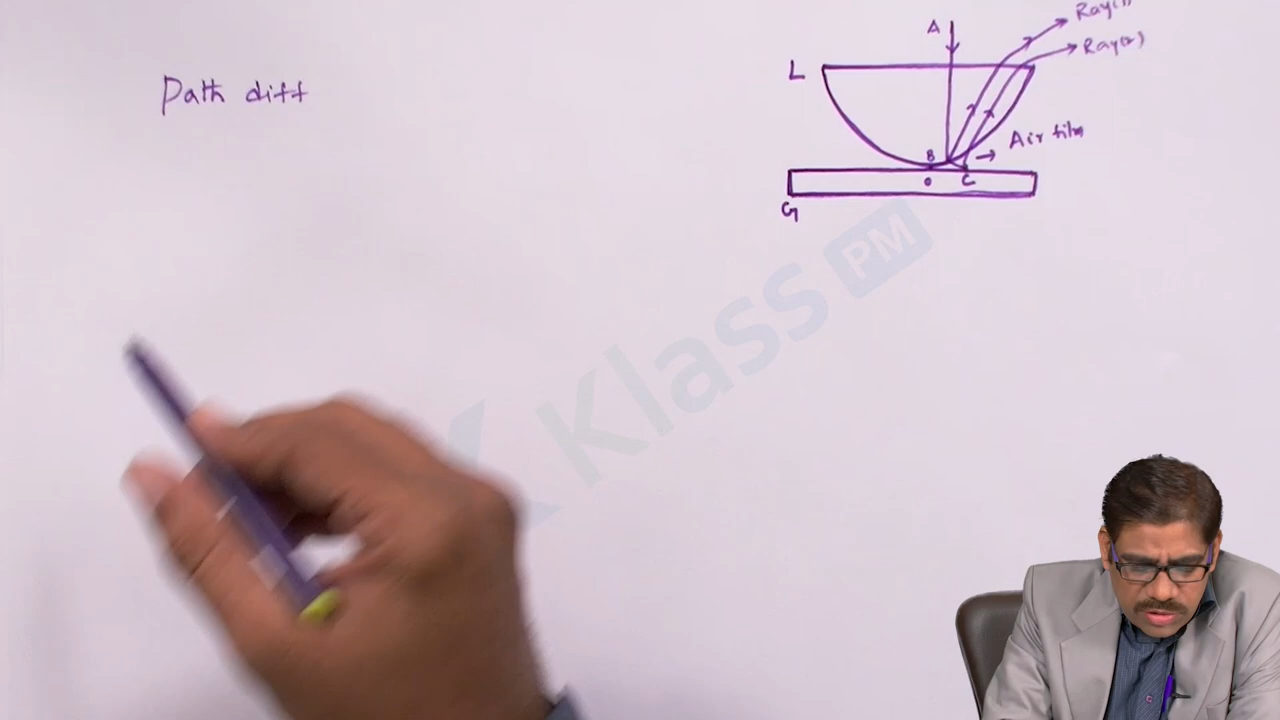 Path diff
A
Ray(1)
Ray(2)
L
Air film
B
O
C
G
Klass PM